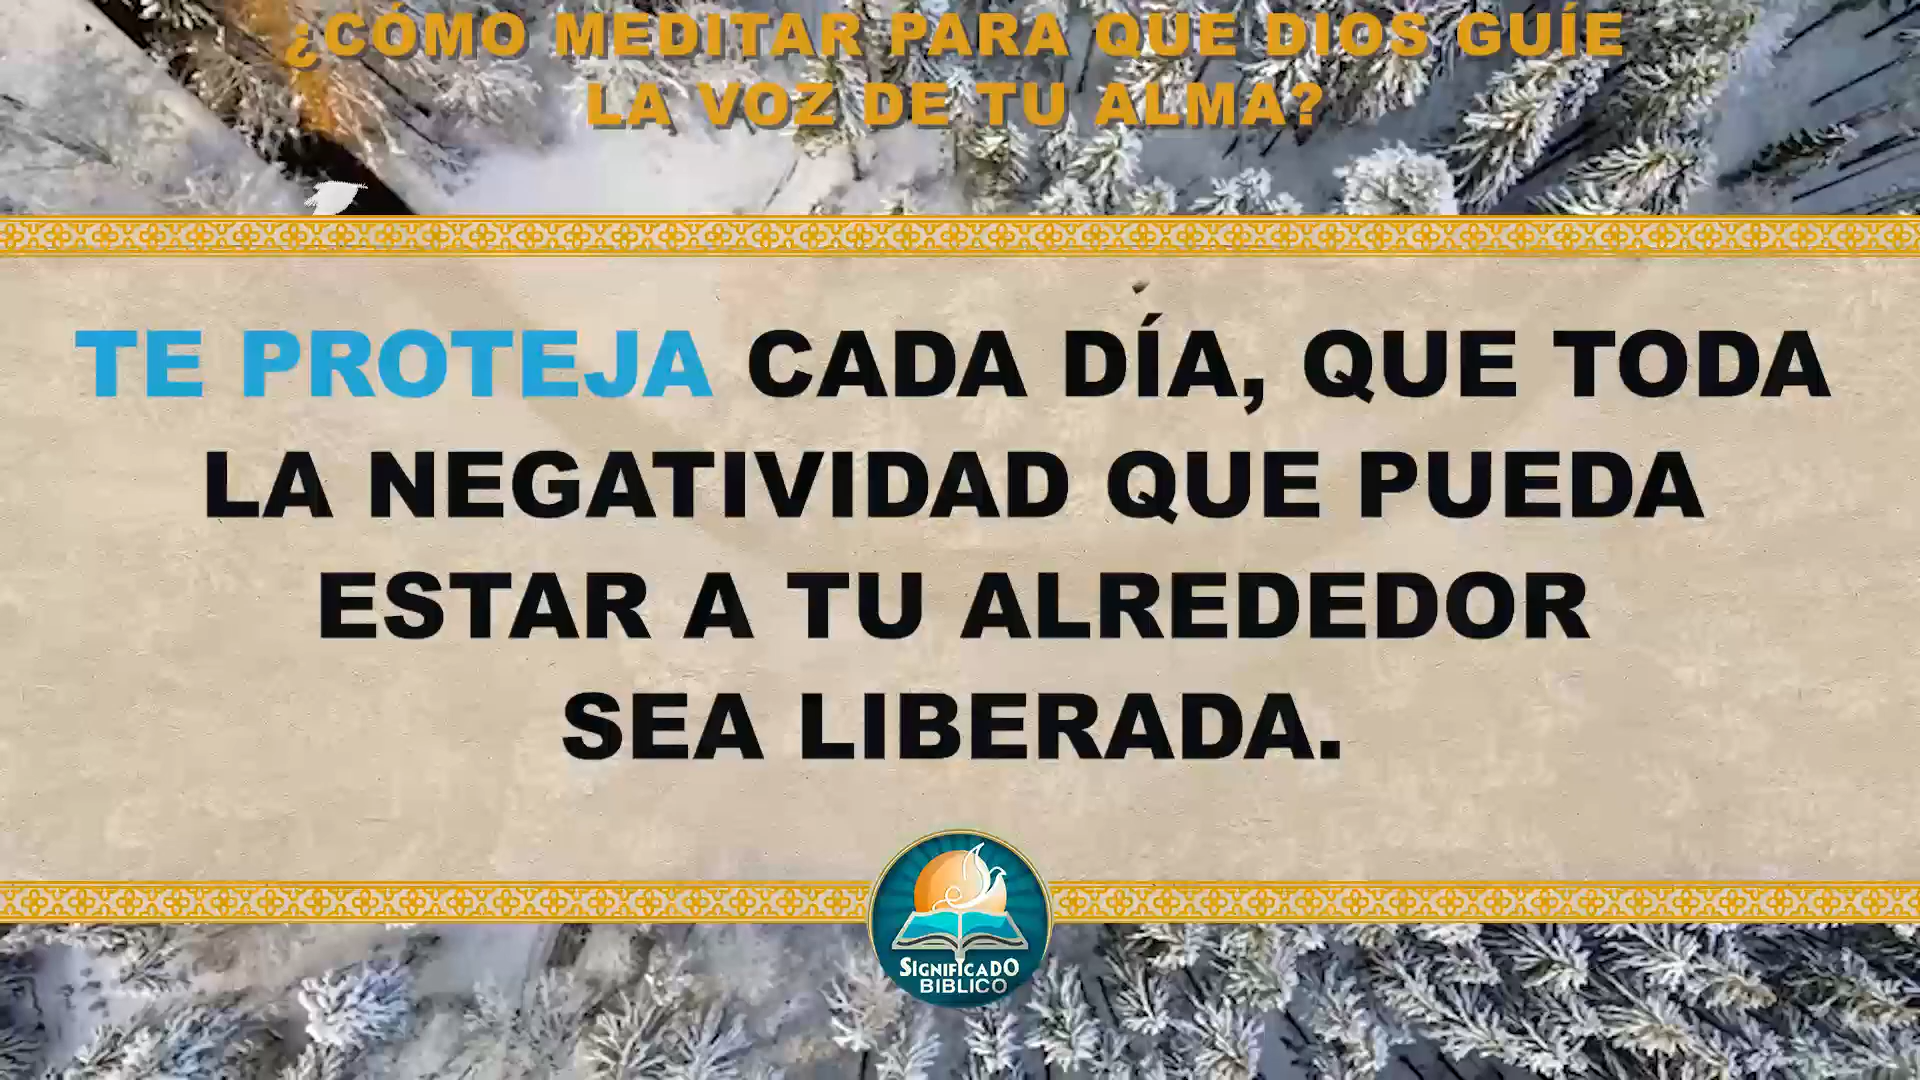 ¿CÓMO MEDITAR PARA QUE DIOS GUÍE
LA VOZ DE TU ALMA?
TE PROTEJA CADA DÍA, QUE TODA
LA NEGATIVIDAD QUE PUEDA
ESTAR A TU ALREDEDOR
SEA LIBERADA.
SIGNIFICADO
BIBLICO